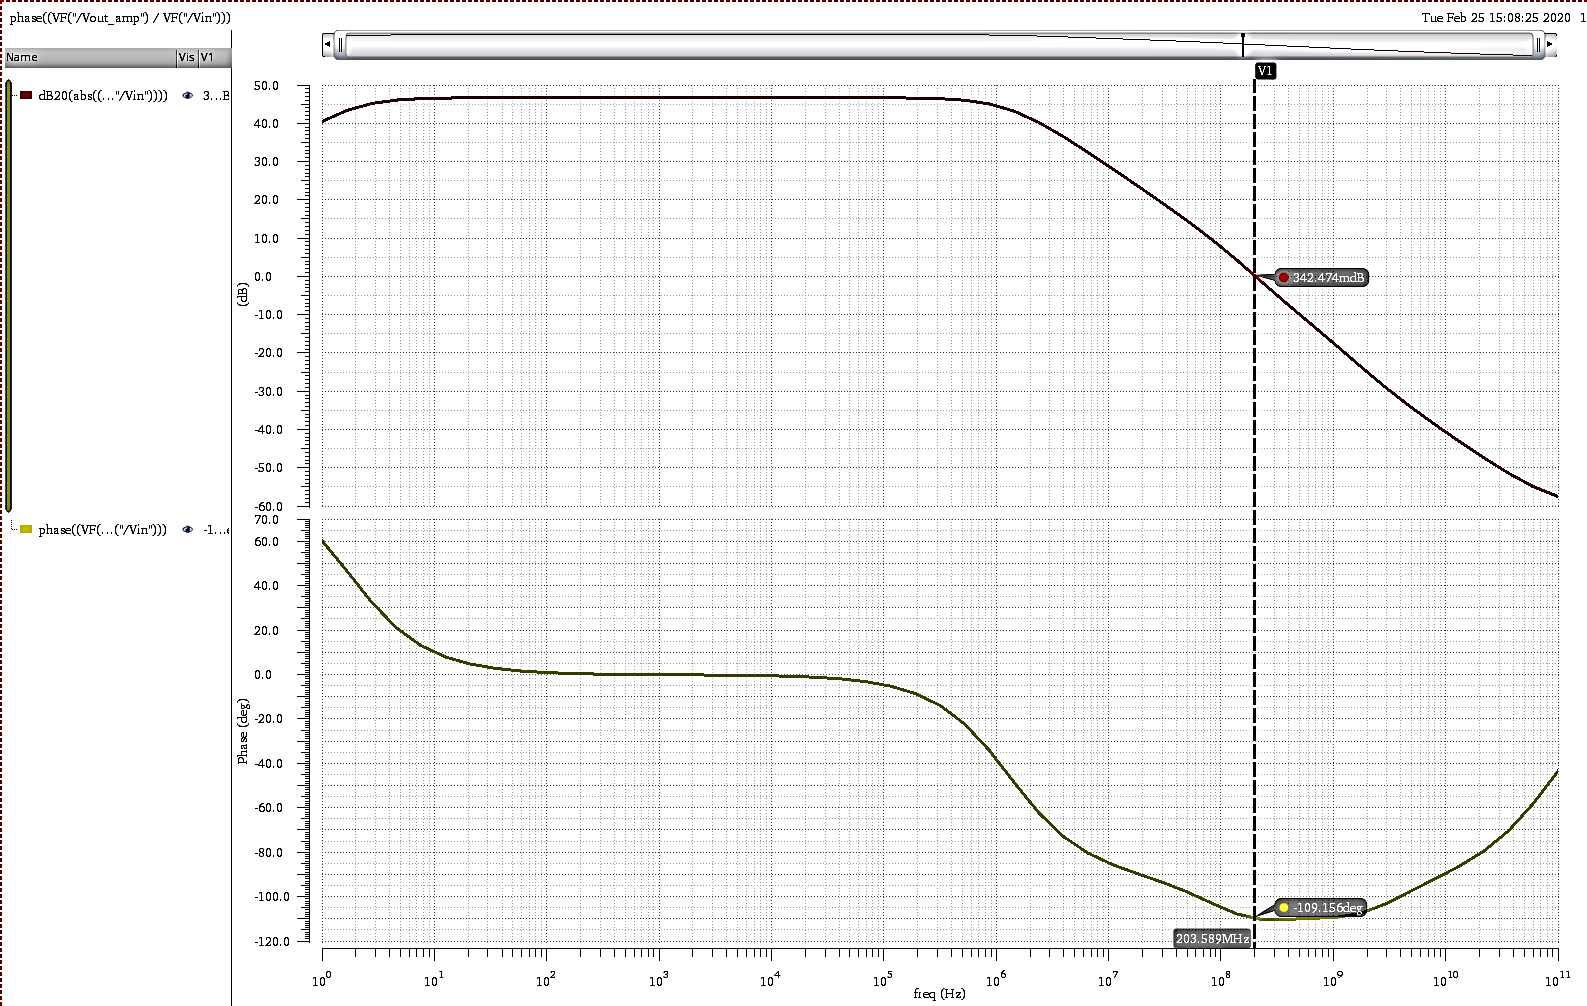 phase((VF("/Vout_amp") / VF("/Vin")))
Tue Feb 25 15:08:25 2020 1
Name Vis V1
dB20(abs((..."/Vin")))) 3...B
phase((VF(...("/Vin"))) -1...e
V1
50.0
40.0
30.0
20.0
10.0
0.0
-10.0
-20.0
-30.0
-40.0
-50.0
-60.0
(dB)
342.474mdB
70.0
60.0
40.0
20.0
0.0
-20.0
-40.0
-60.0
-80.0
-100.0
-120.0
Phase (deg)
-109.156deg
203.589MHz
10^0 10^1 10^2 10^3 10^4 10^5 10^6 10^7 10^8 10^9 10^10 10^11
freq (Hz)